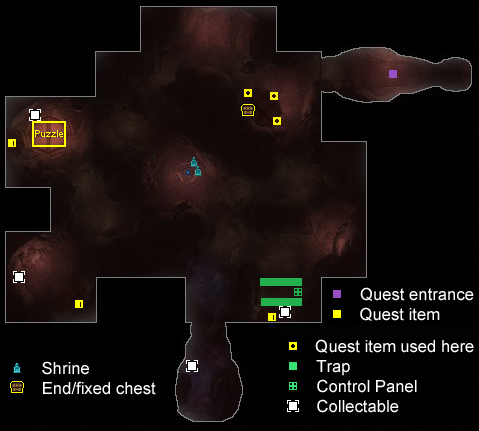 Puzzle
Quest entrance
Quest item
Quest item used here
Shrine
Trap
End/fixed chest
Control Panel
Collectable